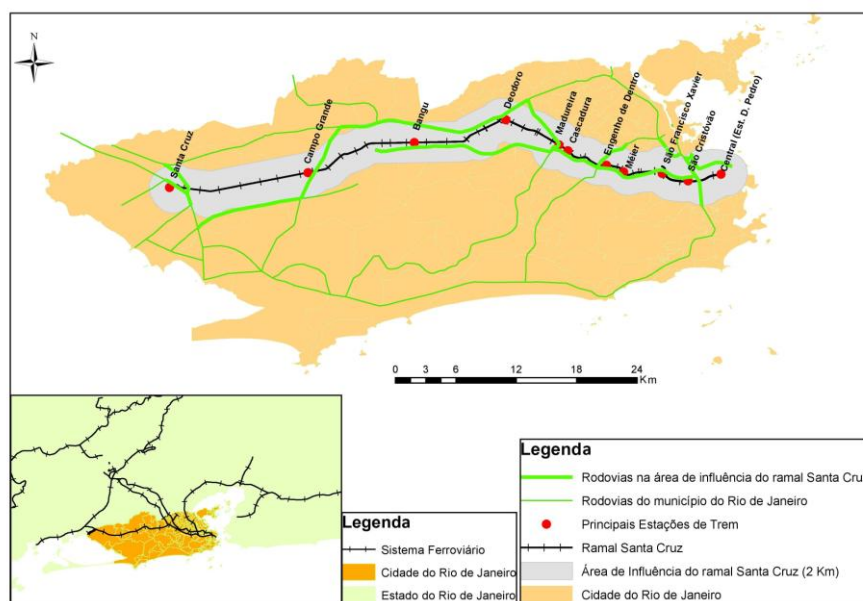 N
Santa Cruz
Campo Grande
Bangu
Deodoro
Madureira
Cascadura
Engenho de Dentro
Méier
São Francisco Xavier
São Cristóvão
Central (Est. D. Pedro)
0 3 6 12 18 24
Km
Legenda
Sistema Ferroviário
Cidade do Rio de Janeiro
Estado do Rio de Janeiro
Legenda
Rodovias na área de influência do ramal Santa Cru
Rodovias do município do Rio de Janeiro
Principais Estações de Trem
Ramal Santa Cruz
Área de Influência do ramal Santa Cruz (2 Km)
Cidade do Rio de Janeiro